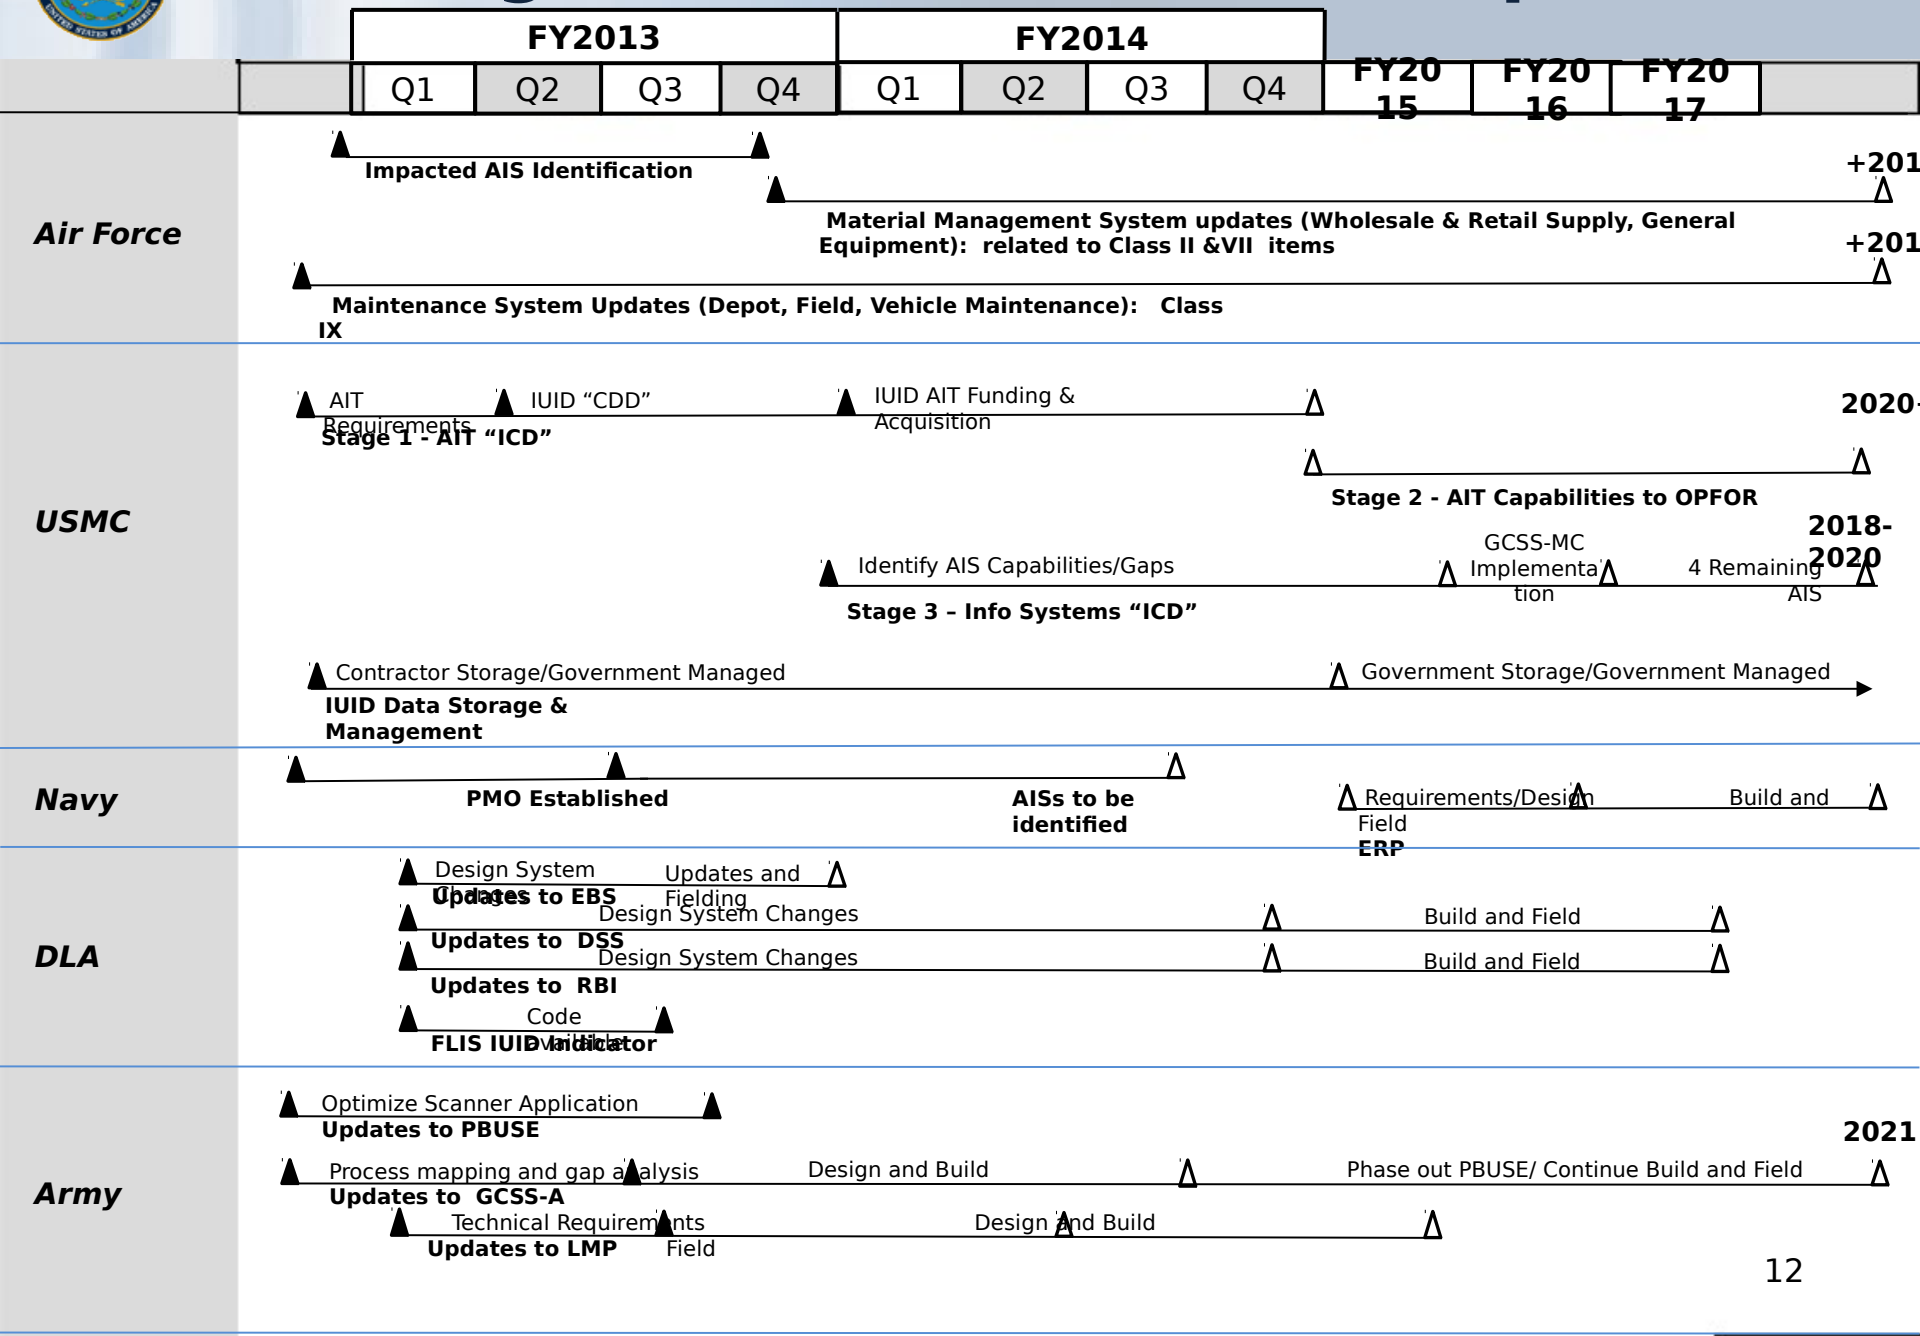 UNITED STATES OF AMERICA
FY2013
FY2014
Q1
Q2
Q3
Q4
Q1
Q2
Q3
Q4
FY20
15
FY20
16
FY20
17
Air Force
Impacted AIS Identification
+201
Material Management System updates (Wholesale & Retail Supply, General
Equipment):  related to Class II &VII  items
+201
Maintenance System Updates (Depot, Field, Vehicle Maintenance):   Class
IX
USMC
AIT
Requirements
IUID “CDD”
IUID AIT Funding &
Acquisition
2020-
Stage 1 - AIT “ICD”
Stage 2 - AIT Capabilities to OPFOR
2018-
2020
Identify AIS Capabilities/Gaps
GCSS-MC
Implementa
tion
4 Remaining
AIS
Stage 3 – Info Systems “ICD”
Contractor Storage/Government Managed
Government Storage/Government Managed
IUID Data Storage &
Management
Navy
PMO Established
AISs to be
identified
Requirements/Design
Build and
Field
ERP
DLA
Design System
Changes
Updates and
Fielding
Updates to EBS
Design System Changes
Build and Field
Updates to  DSS
Design System Changes
Build and Field
Updates to  RBI
Code
available
FLIS IUID Indicator
Army
Optimize Scanner Application
Updates to PBUSE
2021
Process mapping and gap analysis
Design and Build
Phase out PBUSE/ Continue Build and Field
Updates to  GCSS-A
Technical Requirements
Design and Build
Field
Updates to LMP
12